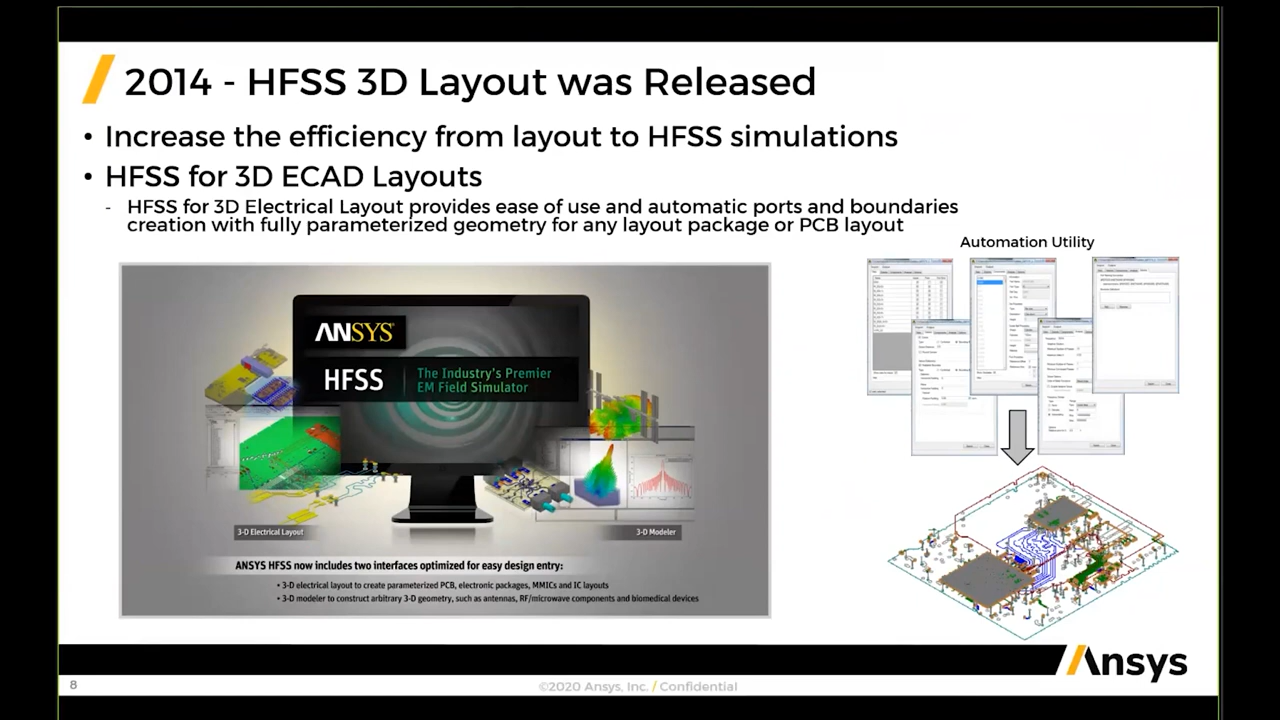 2014 - HFSS 3D Layout was Released
• Increase the efficiency from layout to HFSS simulations
• HFSS for 3D ECAD Layouts
- HFSS for 3D Electrical Layout provides ease of use and automatic ports and boundaries
creation with fully parameterized geometry for any layout package or PCB layout
Automation Utility
ANSYS
HFSS
The Industry's Premier
EM Field Simulator
3-D Electrical Layout
3-D Modeler
ANSYS HFSS now includes two interfaces optimized for easy design entry:
• 3-D electrical layout to create parameterized PCB, electronic packages, MMICs and IC layouts
• 3-D modeler to construct arbitrary 3-D geometry, such as antennas, RF/microwave components and biomedical devices
Ansys
8
©2020 Ansys, Inc. / Confidential